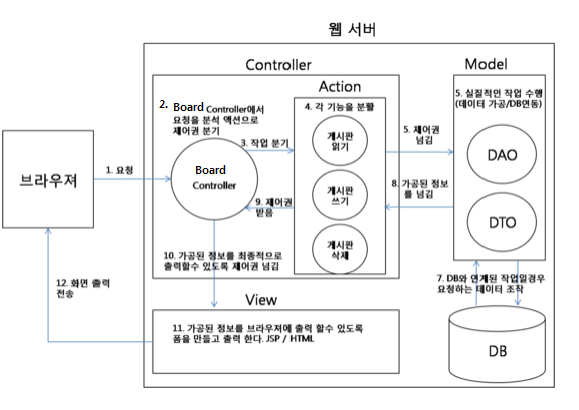 웹 서버
Controller
Model
Action
2. Board Controller에서
요청을 분석 액션으로
제어권 분기
4. 각 기능을 분활
5. 실질적인 작업 수행
(데이터 가공/DB연동)
브라우져
1. 요청
Board
Controller
3. 작업 분기
게시판
읽기
게시판
쓰기
게시판
삭제
5. 제어권
넘김
DAO
8. 가공된 정보
를 넘김
DTO
9. 제어권
받음
10. 가공된 정보를 최종적으로
출력할수 있도록 제어권 넘김
7. DB와 연계된 작업일경우
요청하는 데이터 조작
12. 화면 출력
전송
View
11. 가공된 정보를 브라우져에 출력 할수 있도록
폼을 만들고 출력 한다. JSP / HTML
DB